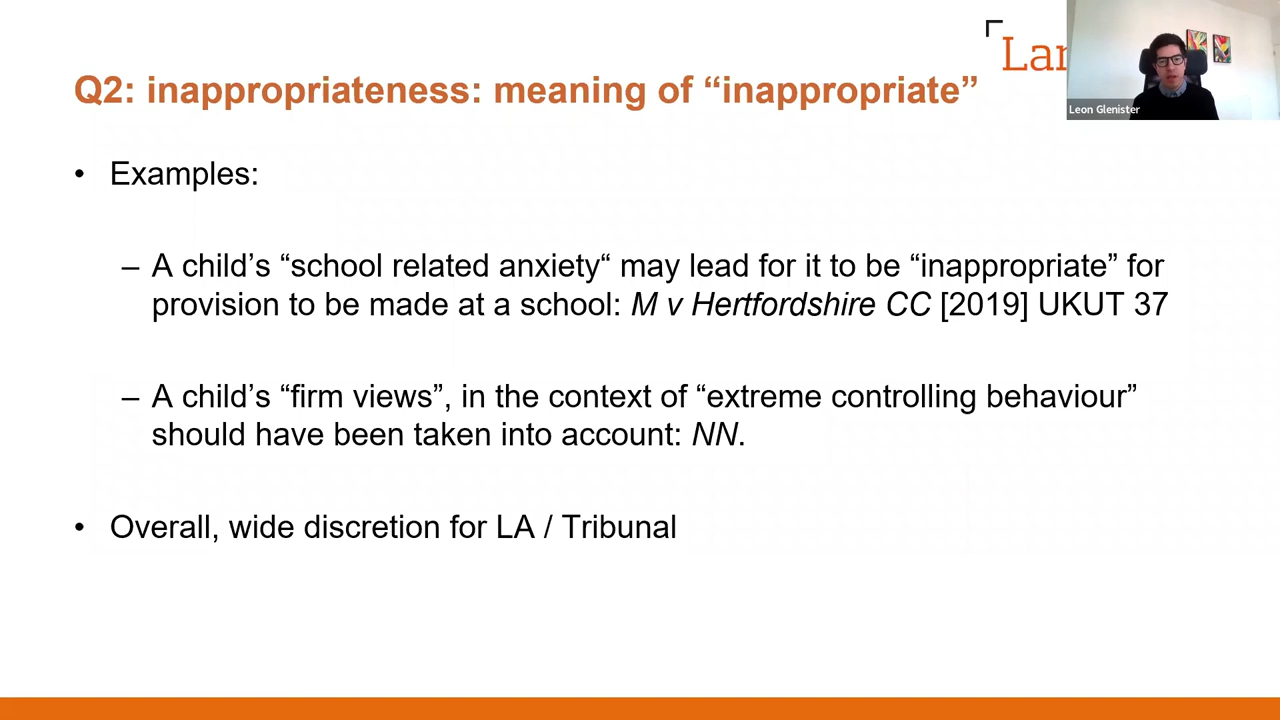 Q2: inappropriateness: meaning of “inappropriate”
Leon Glenister
• Examples:
– A child’s “school related anxiety“ may lead for it to be “inappropriate” for
provision to be made at a school: M v Hertfordshire CC [2019] UKUT 37
– A child’s “firm views”, in the context of “extreme controlling behaviour”
should have been taken into account: NN.
• Overall, wide discretion for LA / Tribunal